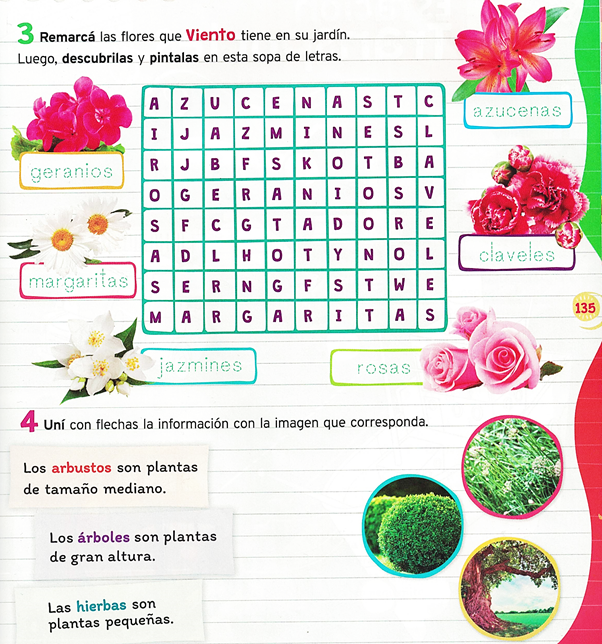 3 Remarcá las flores que Viento tiene en su jardín.
Luego, descubrilas y pintalas en esta sopa de letras.
azucenas
geranios
margaritas
claveles
jazmines
rosas
A Z U C E N A S T C
I J A Z M I N E S L
R J B F S K O T B A
O G E R A N I O S V
S F C G T A D O R E
A D L H O T Y N O L
S E R N G F S T W E
M A R G A R I T A S
135
4 Uní con flechas la información con la imagen que corresponda.
Los arbustos son plantas
de tamaño mediano.
Los árboles son plantas
de gran altura.
Las hierbas son
plantas pequeñas.